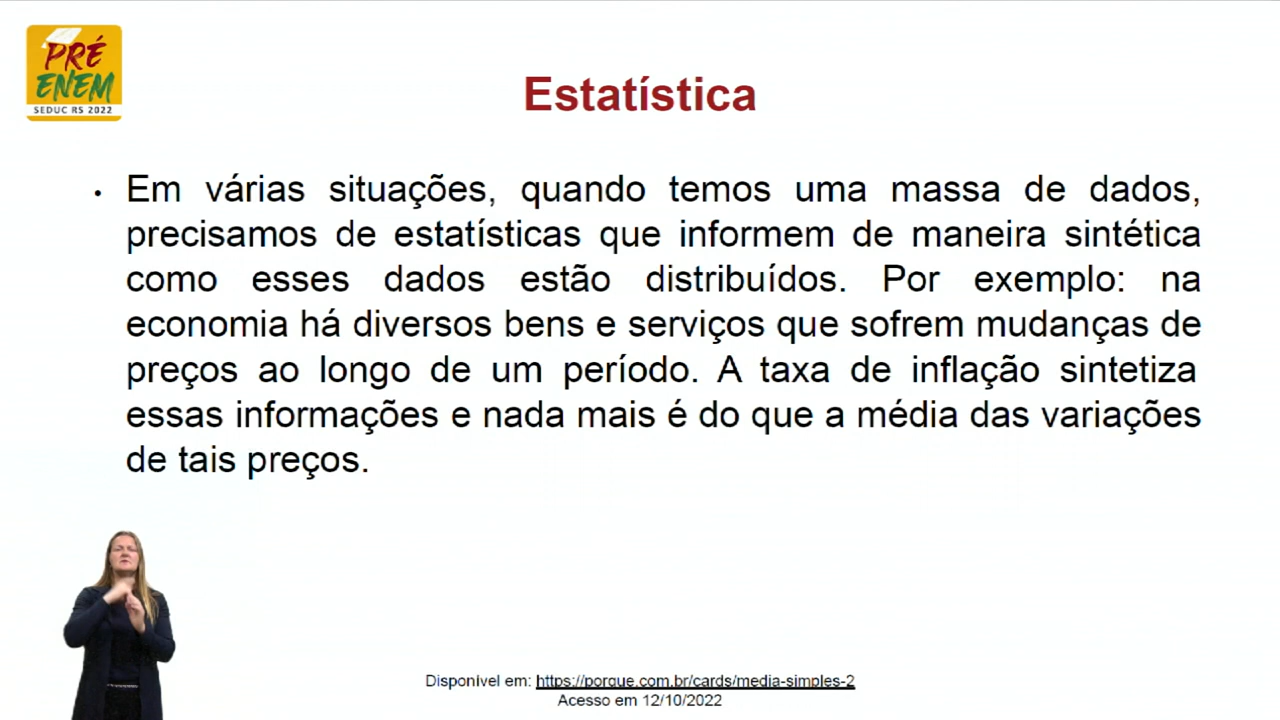 PRÉ
ENEM
SEDUC RS 2022
Estatística
• Em várias situações, quando temos uma massa de dados,
precisamos de estatísticas que informem de maneira sintética
como esses dados estão distribuídos. Por exemplo: na
economia há diversos bens e serviços que sofrem mudanças de
preços ao longo de um período. A taxa de inflação sintetiza
essas informações e nada mais é do que a média das variações
de tais preços.
Disponível em: https://porque.com.br/cards/media-simples-2
Acesso em 12/10/2022